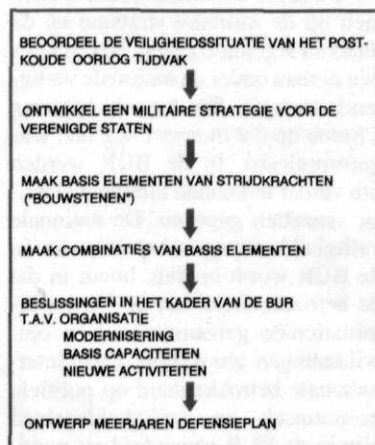 BEOORDEEL DE VEILIGHEIDSSITUATIE VAN HET POST-
KOUDE OORLOG TIJDVAK
ONTWIKKEL EEN MILITAIRE STRATEGIE VOOR DE
VERENIGDE STATEN
MAAK BASIS ELEMENTEN VAN STRIJDKRACHTEN
("BOUWSTENEN")
MAAK COMBINATIES VAN BASIS ELEMENTEN
BESLISSINGEN IN HET KADER VAN DE BUR
T.A.V. ORGANISATIE
MODERNISERING
BASIS CAPACITEITEN
NIEUWE ACTIVITEITEN
ONTWERP MEERJAREN DEFENSIEPLAN